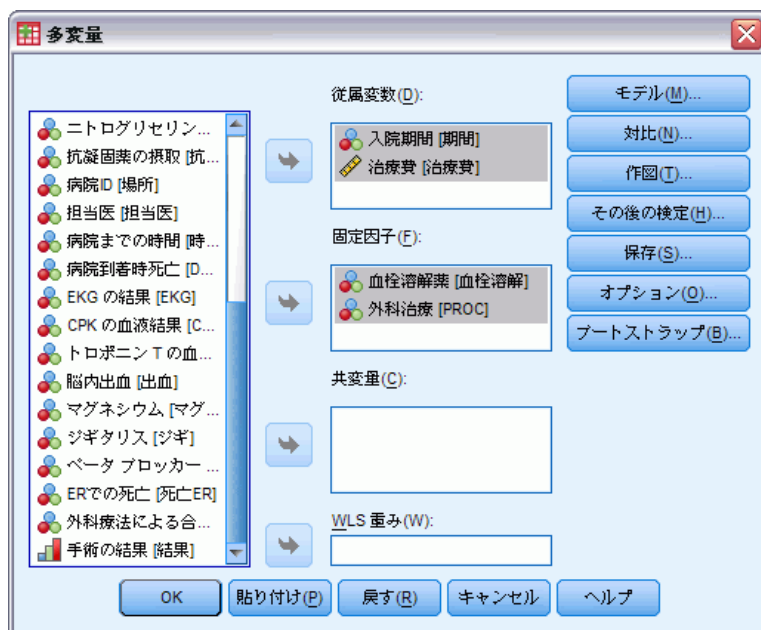 多変量
ニトログリセリン...
抗凝固薬の摂取 [抗...
病院ID [場所]
担当医 [担当医]
病院までの時間 [時...
病院到着時死亡 [D...
EKG の結果 [EKG]
CPK の血液結果 [C...
トロポニン T の血...
脳内出血 [出血]
マグネシウム [マグ...
ジギタリス [ジギ]
ベータ ブロッカー ...
ERでの死亡 [死亡ER]
外科療法による合...
手術の結果 [結果]
従属変数(D):
入院期間 [期間]
治療費 [治療費]
固定因子(F):
血栓溶解薬 [血栓溶解]
外科治療 [PROC]
共変量(C):
WLS 重み(W):
モデル(M)...
対比(N)...
作図(T)...
その後の検定(H)...
保存(S)...
オプション(O)...
ブートストラップ(B)...
OK
貼り付け(P)
戻す(R)
キャンセル
ヘルプ